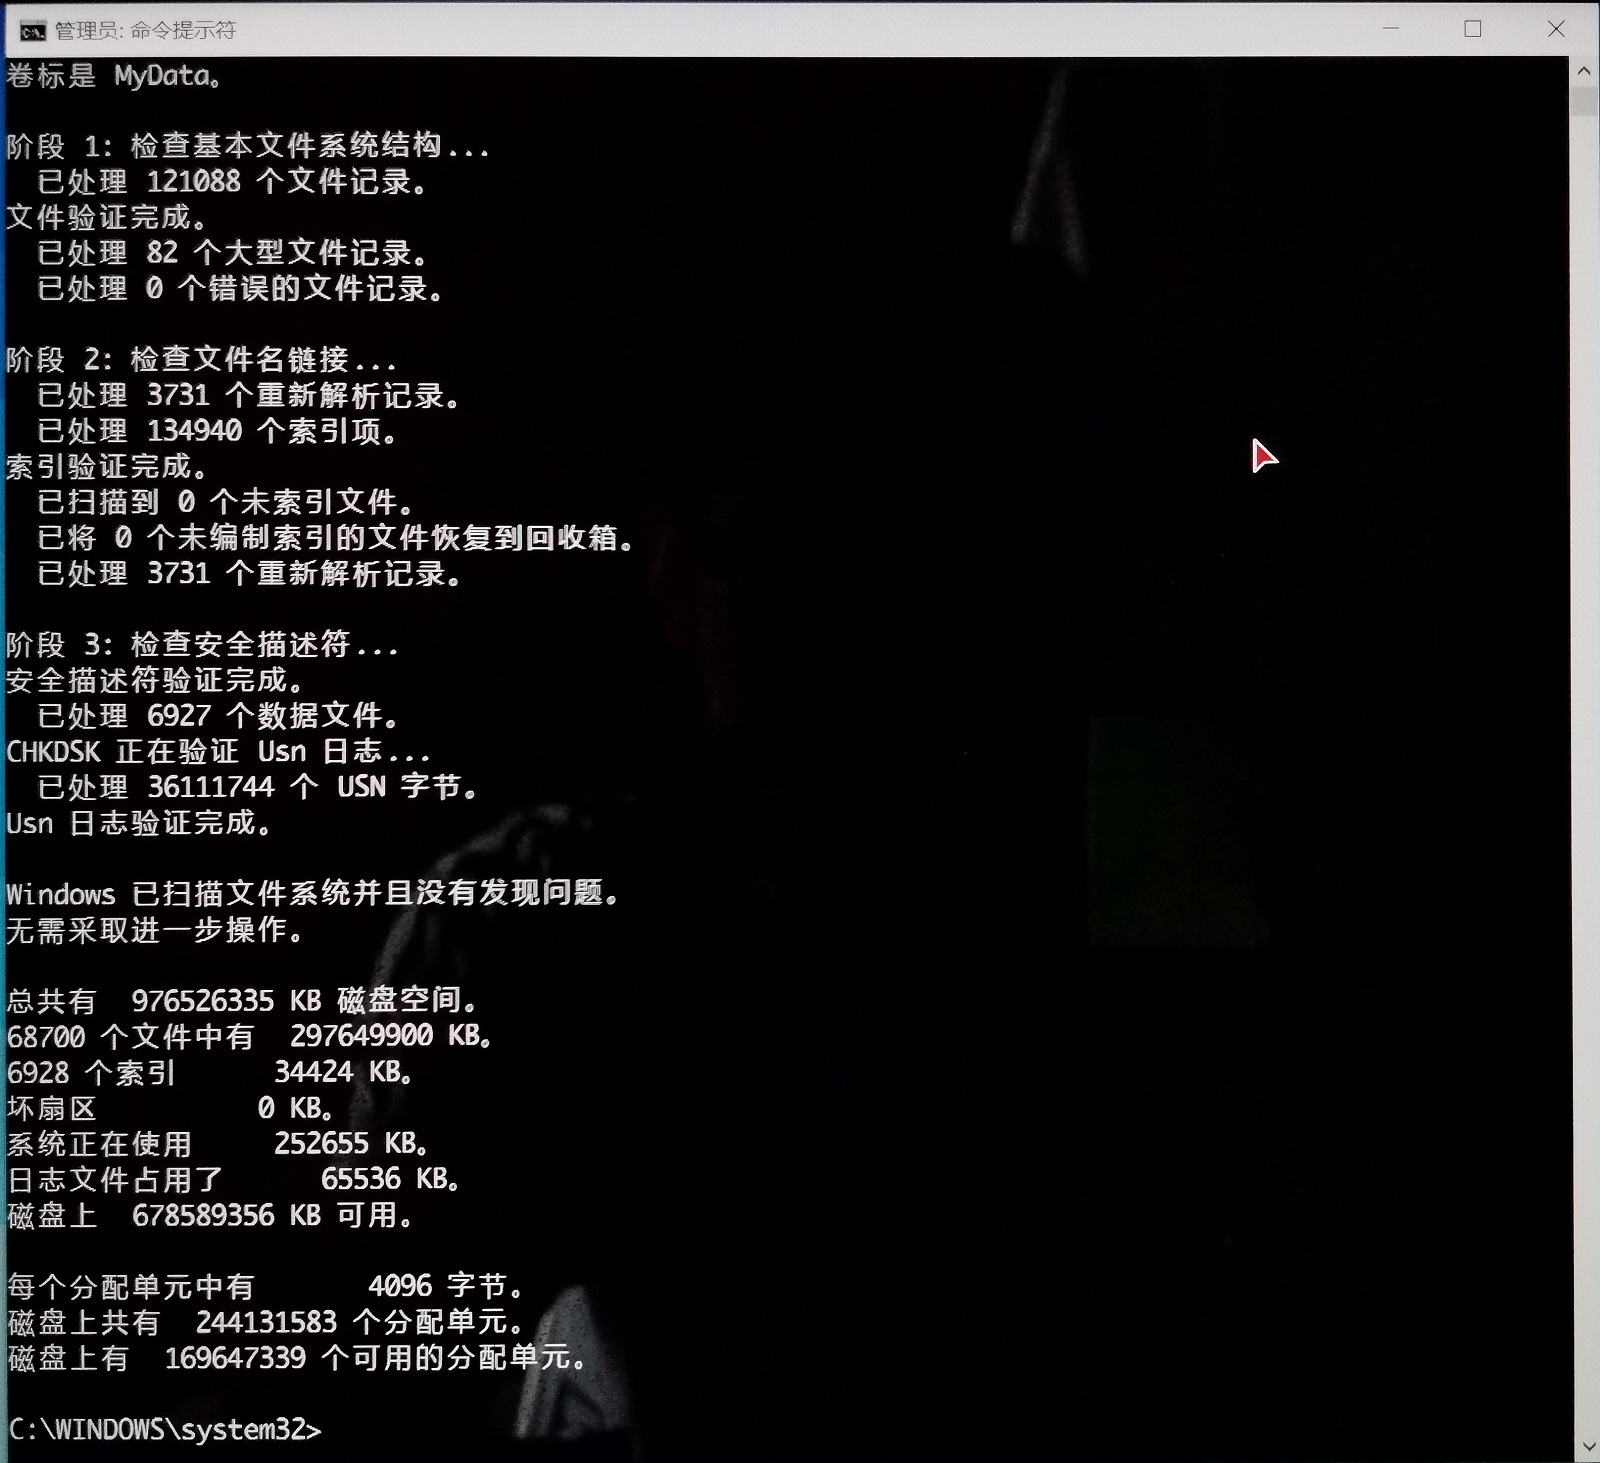 管理员: 命令提示符
卷标是 MyData。
阶段 1: 检查基本文件系统结构...
已处理 121088 个文件记录。
文件验证完成。
已处理 82 个大型文件记录。
已处理 0 个错误的文件记录。
阶段 2: 检查文件名链接...
已处理 3731 个重新解析记录。
已处理 134940 个索引项。
索引验证完成。
已扫描到 0 个未索引文件。
已将 0 个未编制索引的文件恢复到回收箱。
已处理 3731 个重新解析记录。
阶段 3: 检查安全描述符...
安全描述符验证完成。
已处理 6927 个数据文件。
CHKDSK 正在验证 Usn 日志...
已处理 36111744 个 USN 字节。
Usn 日志验证完成。
Windows 已扫描文件系统并且没有发现问题。
无需采取进一步操作。
总共有  976526335 KB 磁盘空间。
68700 个文件中有  297649900 KB。
6928 个索引      34424 KB。
坏扇区          0 KB。
系统正在使用     252655 KB。
日志文件占用了      65536 KB。
磁盘上  678589356 KB 可用。
每个分配单元中有       4096 字节。
磁盘上共有  244131583 个分配单元。
磁盘上有  169647339 个可用的分配单元。
C:\WINDOWS\system32>